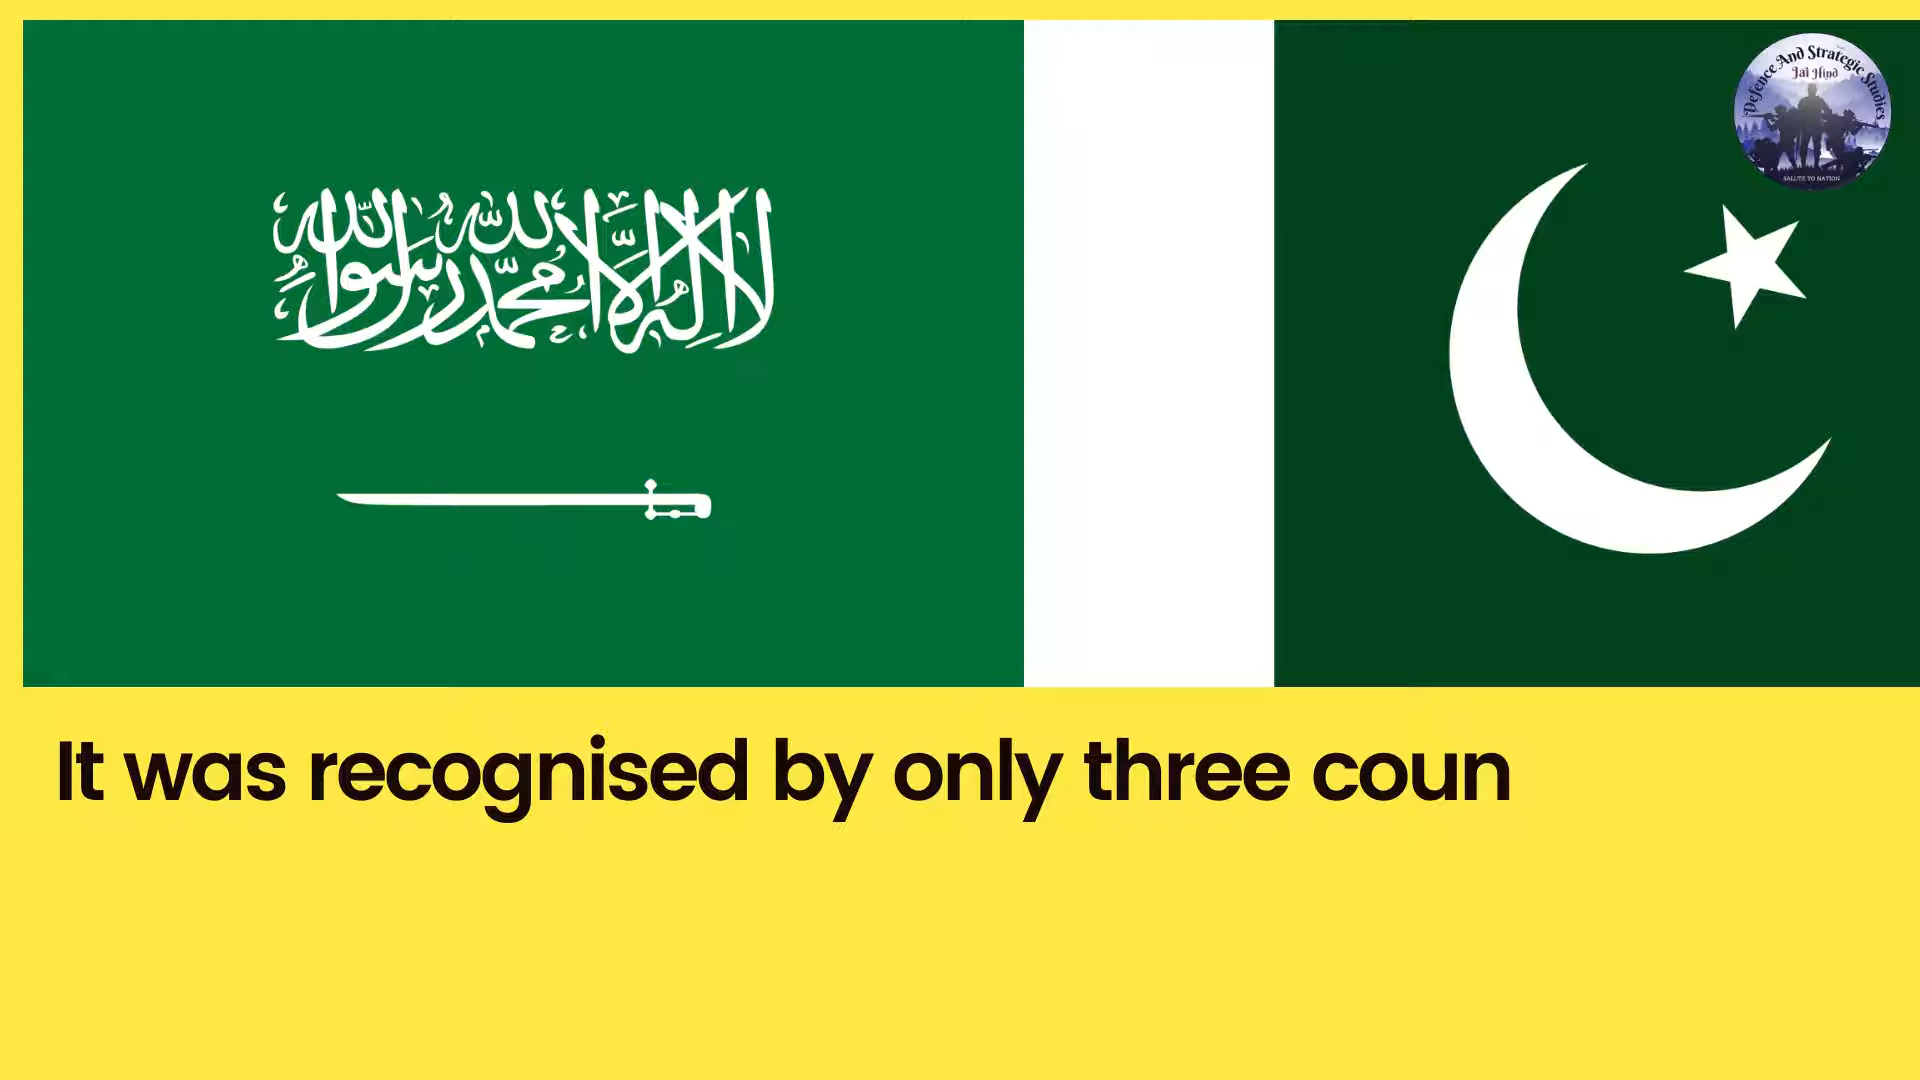 Defence And Strategic Studies
Jai Hind
SALUTE TO NATION
لا إله إلا الله محمد رسول الله
It was recognised by only three coun